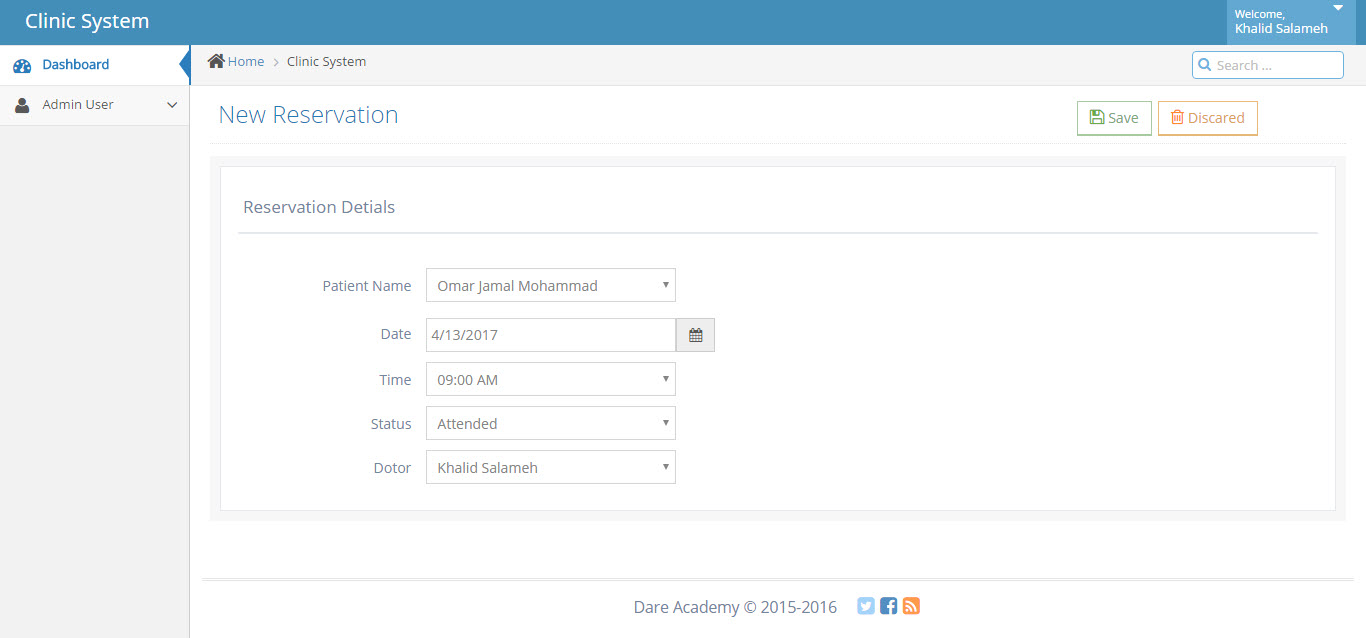 Clinic System
Welcome,
Khalid Salameh
Dashboard
Home > Clinic System
Search ...
Admin User
New Reservation
Save
Discared
Reservation Detials
Patient Name Omar Jamal Mohammad
Date 4/13/2017
Time 09:00 AM
Status Attended
Dotor Khalid Salameh
Dare Academy © 2015-2016